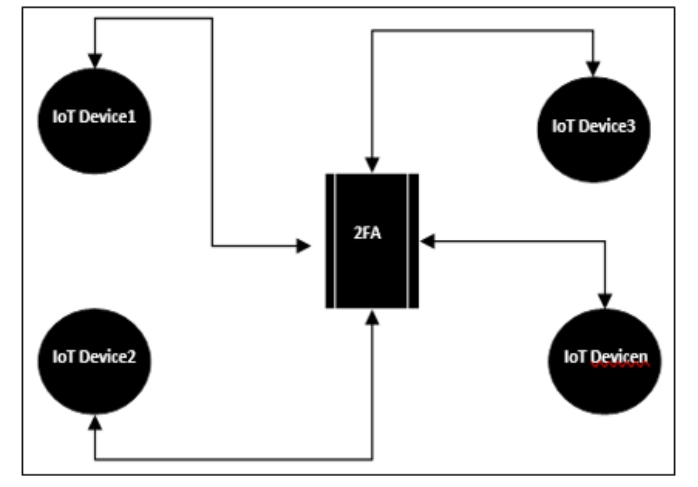 IoT Device1
IoT Device3
2FA
IoT Device2
IoT Devicen